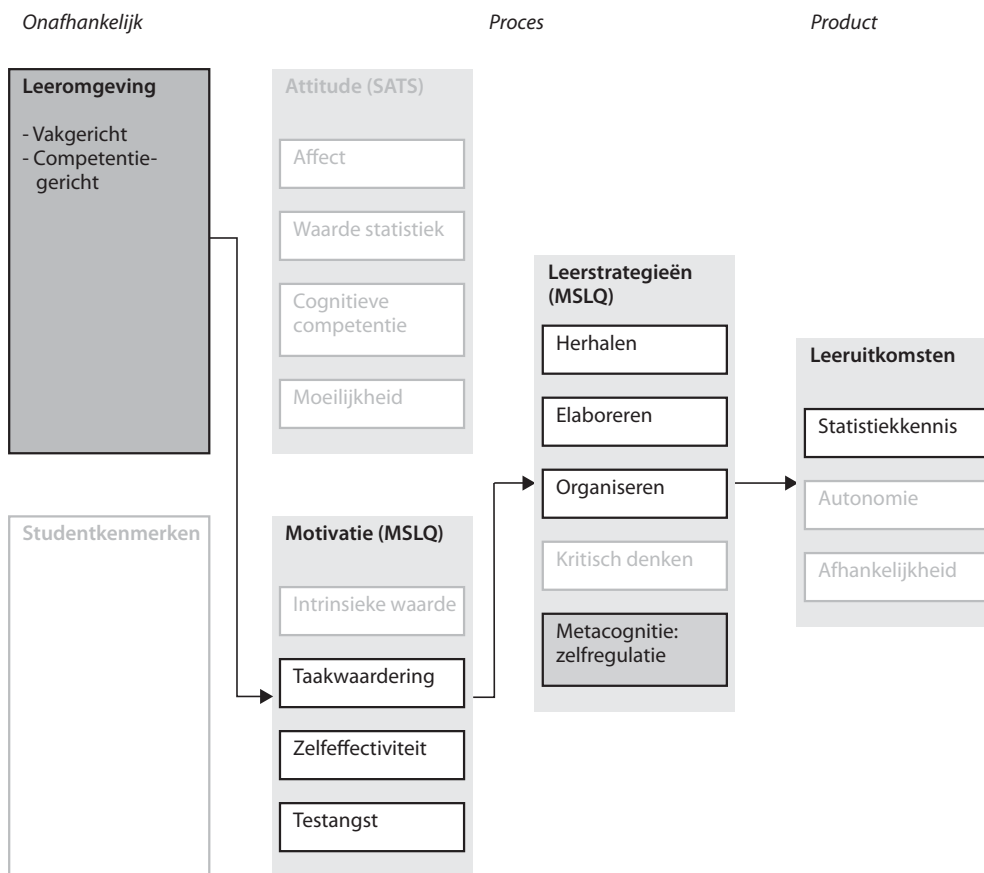 Onafhankelijk
Proces
Product
Leeromgeving
- Vakgericht
- Competentie-
gericht
Studentkenmerken
Attitude (SATS)
Affect
Waarde statistiek
Cognitieve
competentie
Moeilijkheid
Motivatie (MSLQ)
Intrinsieke waarde
Taakwaardering
Zelfeffectiviteit
Testangst
Leerstrategieën
(MSLQ)
Herhalen
Elaboreren
Organiseren
Kritisch denken
Metacognitie:
zelfregulatie
Leeruitkomsten
Statistiekkennis
Autonomie
Afhankelijkheid